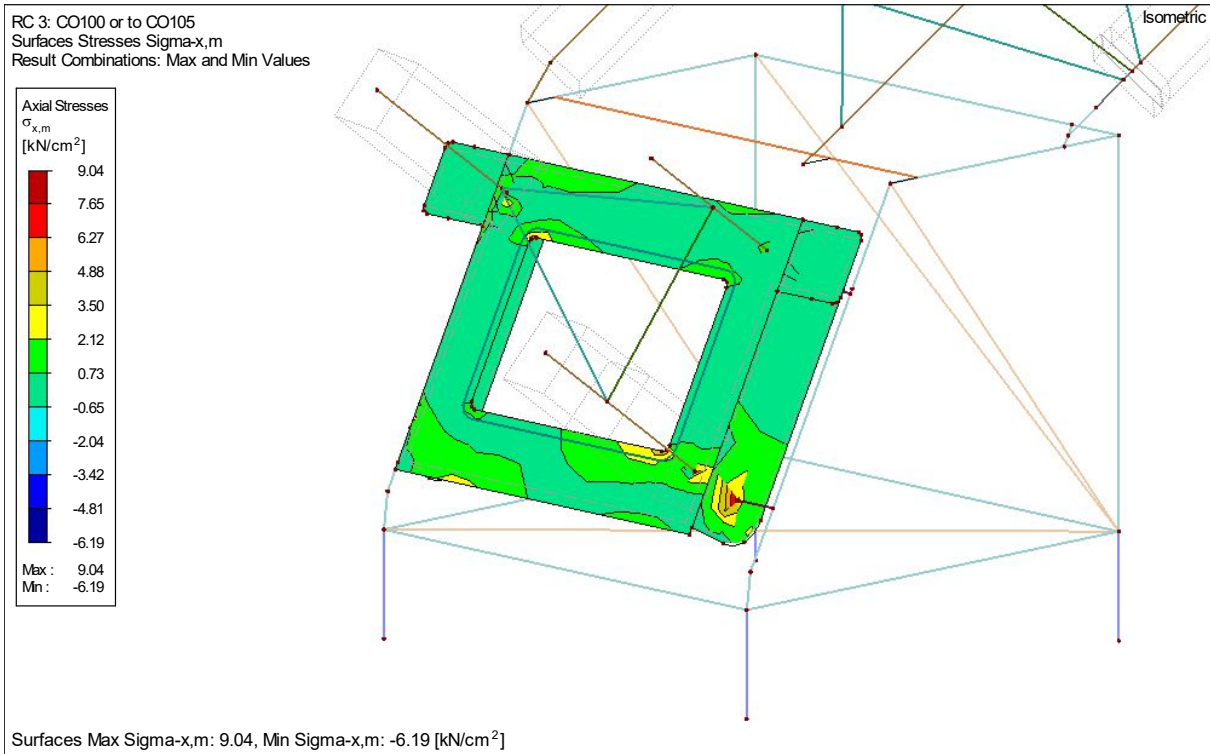 RC 3: CO100 or to CO105
Surfaces Stresses Sigma-x,m
Result Combinations: Max and Min Values
Isometric
Axial Stresses
σx,m
[kN/cm²]
9.04
7.65
6.27
4.88
3.50
2.12
0.73
-0.65
-2.04
-3.42
-4.81
-6.19
Max : 9.04
Min : -6.19
Surfaces Max Sigma-x,m: 9.04, Min Sigma-x,m: -6.19 [kN/cm²]